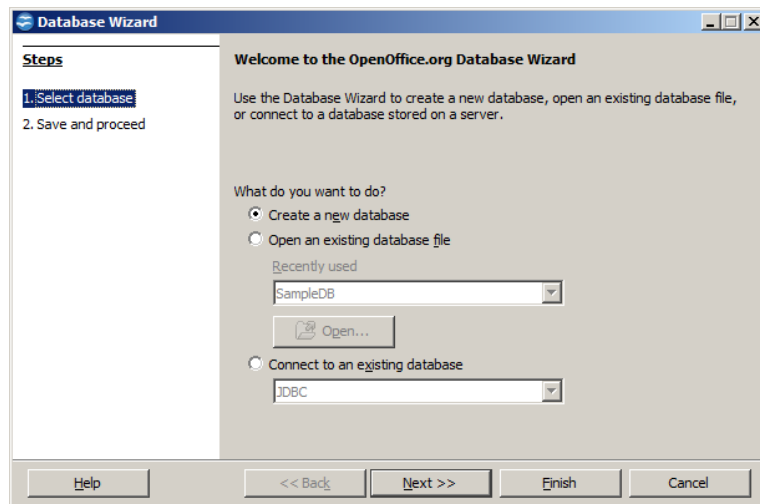 Database Wizard
Steps
1. Select database
2. Save and proceed
Welcome to the OpenOffice.org Database Wizard
Use the Database Wizard to create a new database, open an existing database file,
or connect to a database stored on a server.
What do you want to do?
Create a new database
Open an existing database file
Recently used
SampleDB
Open...
Connect to an existing database
JDBC
Help
<< Back
Next >>
Finish
Cancel